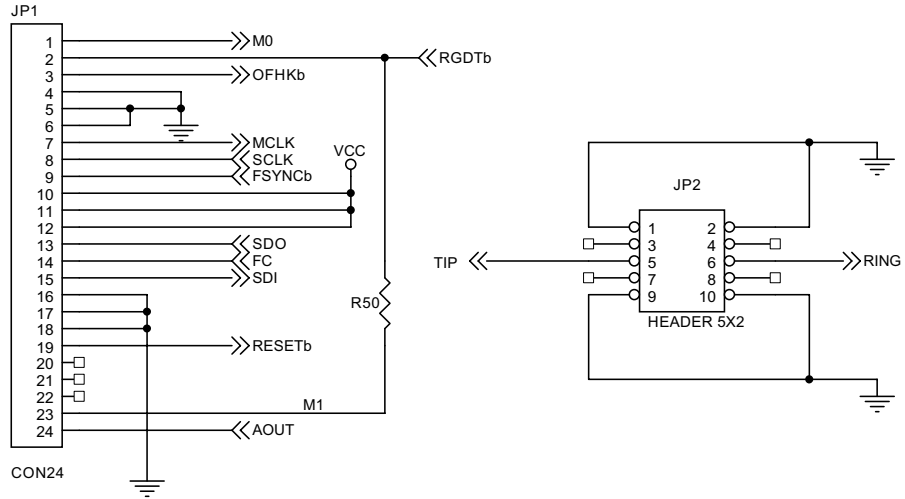 JP1
1 M0
2 RGDTb
3 OFHKb
4
5
6
7 MCLK
8 SCLK
9 FSYNCb
VCC
10
11
12
13 SDO
14 FC
15 SDI
16
17
18
R50
19 RESETb
20
21
22
23 M1
24 AOUT
CON24
JP2
1 2
3 4
TIP 5 6 RING
7 8
9 10
HEADER 5X2